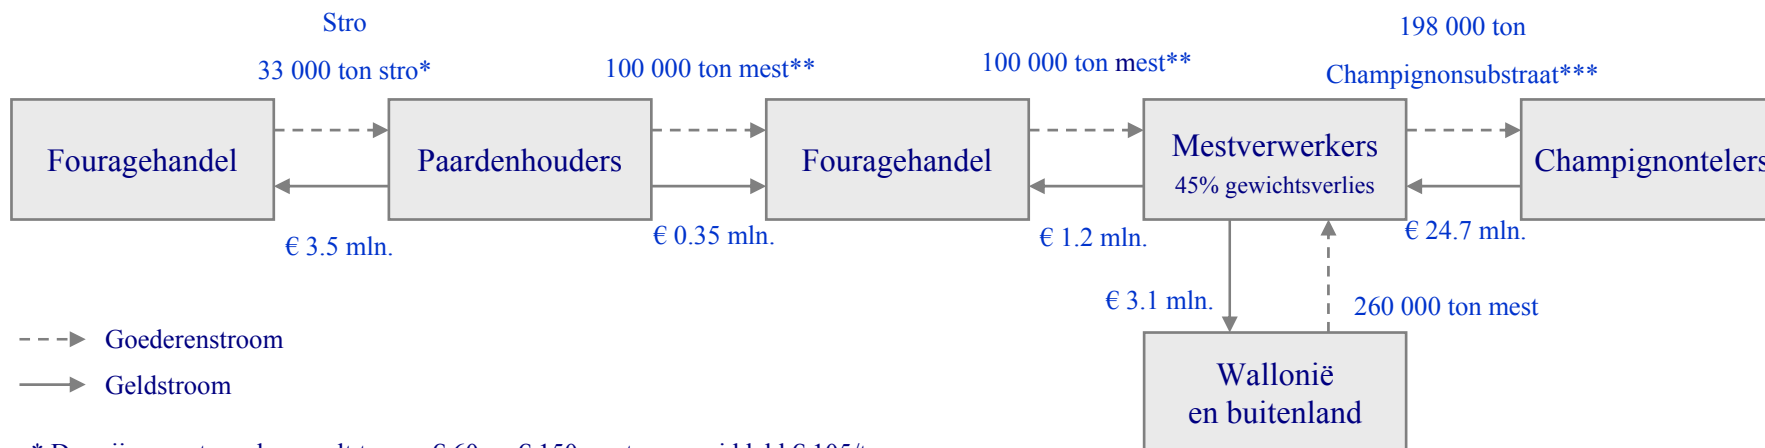 Stro
33 000 ton stro*
100 000 ton mest**
100 000 ton mest**
198 000 ton
Champignonsubstraat***
Fouragehandel
Paardenhouders
Fouragehandel
Mestverwerkers
45% gewichtsverlies
Champignontelers
€ 3.5 mln.
€ 0.35 mln.
€ 1.2 mln.
€ 24.7 mln.
€ 3.1 mln.
260 000 ton mest
Goederenstroom
Geldstroom
Wallonië
en buitenland